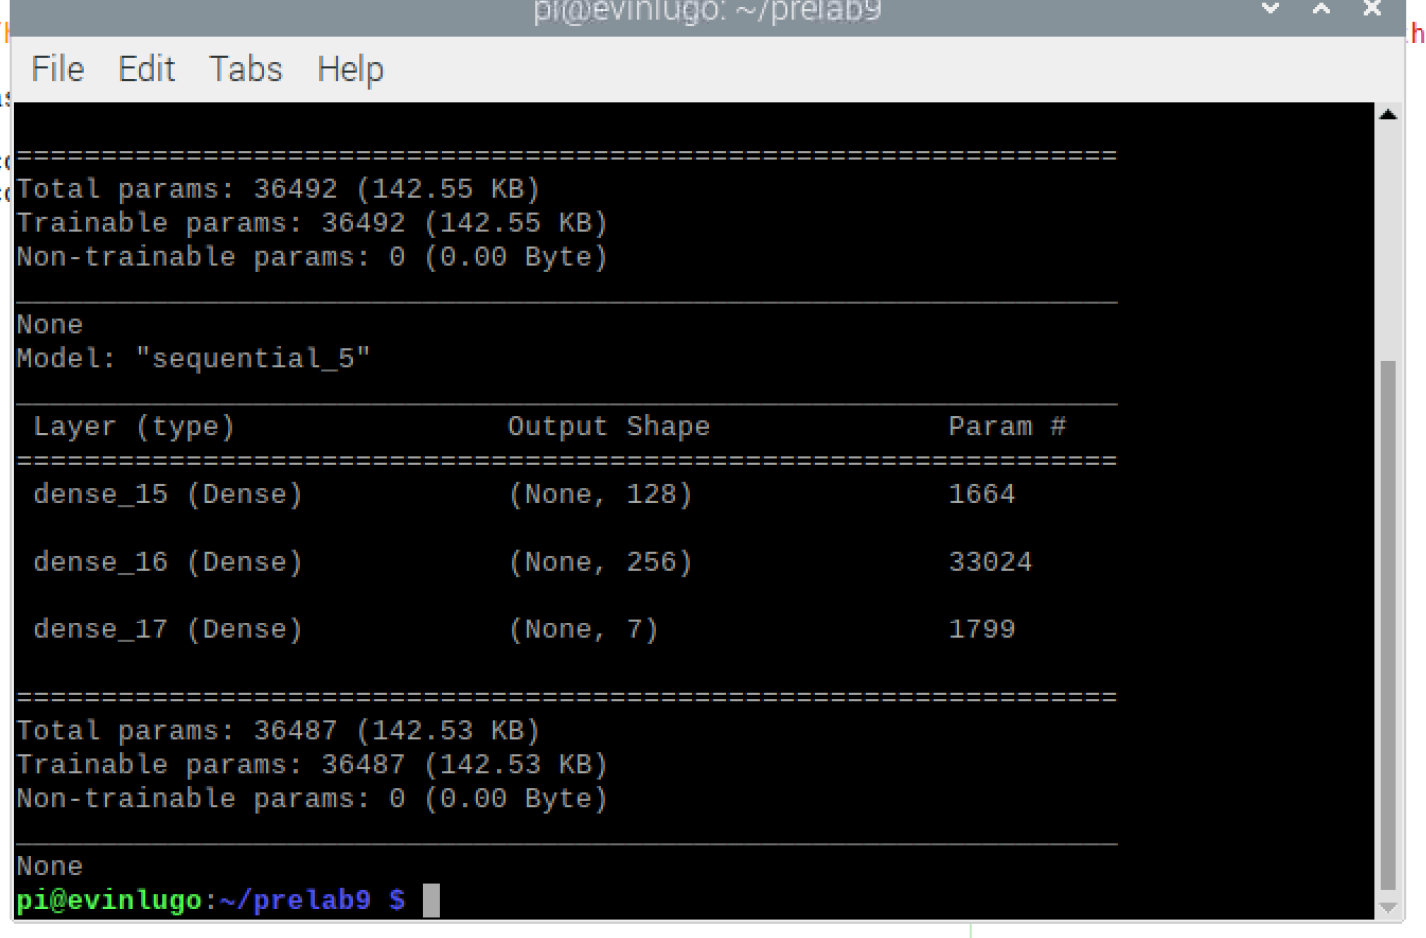 pi@evinlugo: ~/prelab9
File Edit Tabs Help
=================================================================
Total params: 36492 (142.55 KB)
Trainable params: 36492 (142.55 KB)
Non-trainable params: 0 (0.00 Byte)
_________________________________________________________________
None
Model: "sequential_5"
_________________________________________________________________
Layer (type) Output Shape Param #
=================================================================
dense_15 (Dense) (None, 128) 1664
dense_16 (Dense) (None, 256) 33024
dense_17 (Dense) (None, 7) 1799
=================================================================
Total params: 36487 (142.53 KB)
Trainable params: 36487 (142.53 KB)
Non-trainable params: 0 (0.00 Byte)
_________________________________________________________________
None
pi@evinlugo:~/prelab9 $